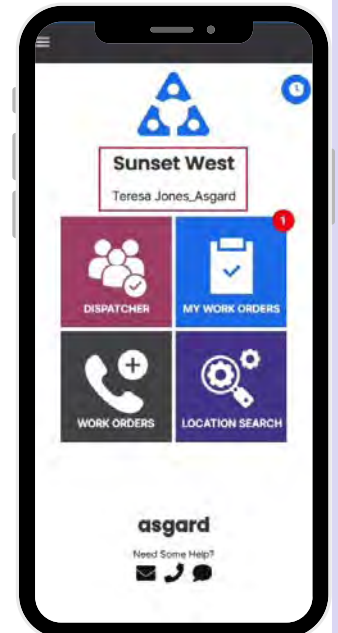 Sunset West
Teresa Jones_Asgard
1
DISPATCHER
MY WORK ORDERS
WORK ORDERS
LOCATION SEARCH
asgard
Need Some Help?